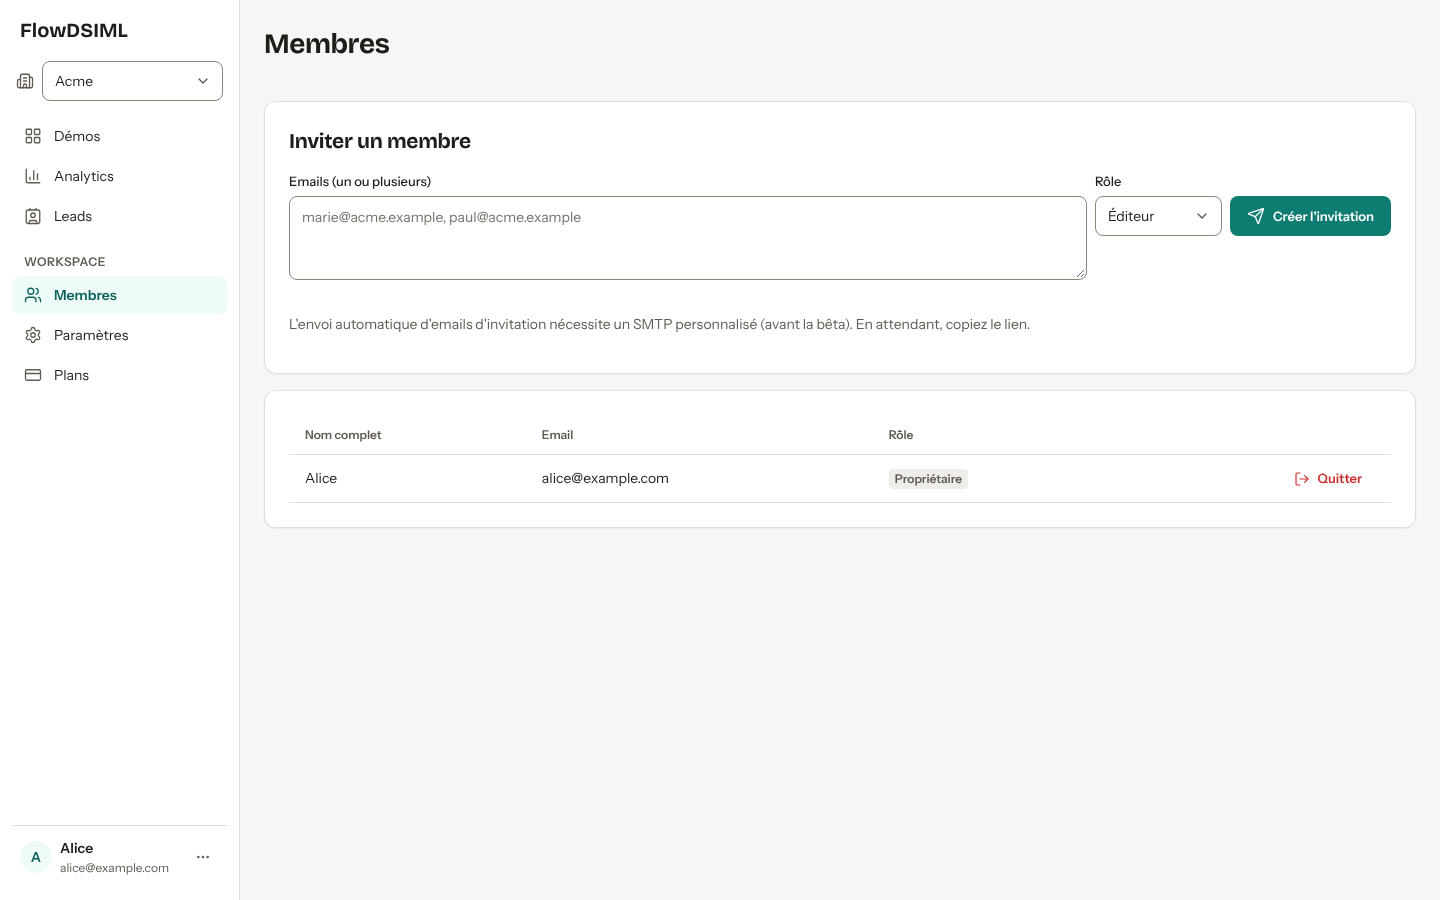 FlowDSIML
Acme
Démos
Analytics
Leads
WORKSPACE
Membres
Paramètres
Plans
A
Alice
alice@example.com
Membres
Inviter un membre
Emails (un ou plusieurs)
Rôle
marie@acme.example, paul@acme.example
Éditeur
Créer l'invitation
L'envoi automatique d'emails d'invitation nécessite un SMTP personnalisé (avant la bêta). En attendant, copiez le lien.
Nom complet Email Rôle
Alice alice@example.com Propriétaire Quitter